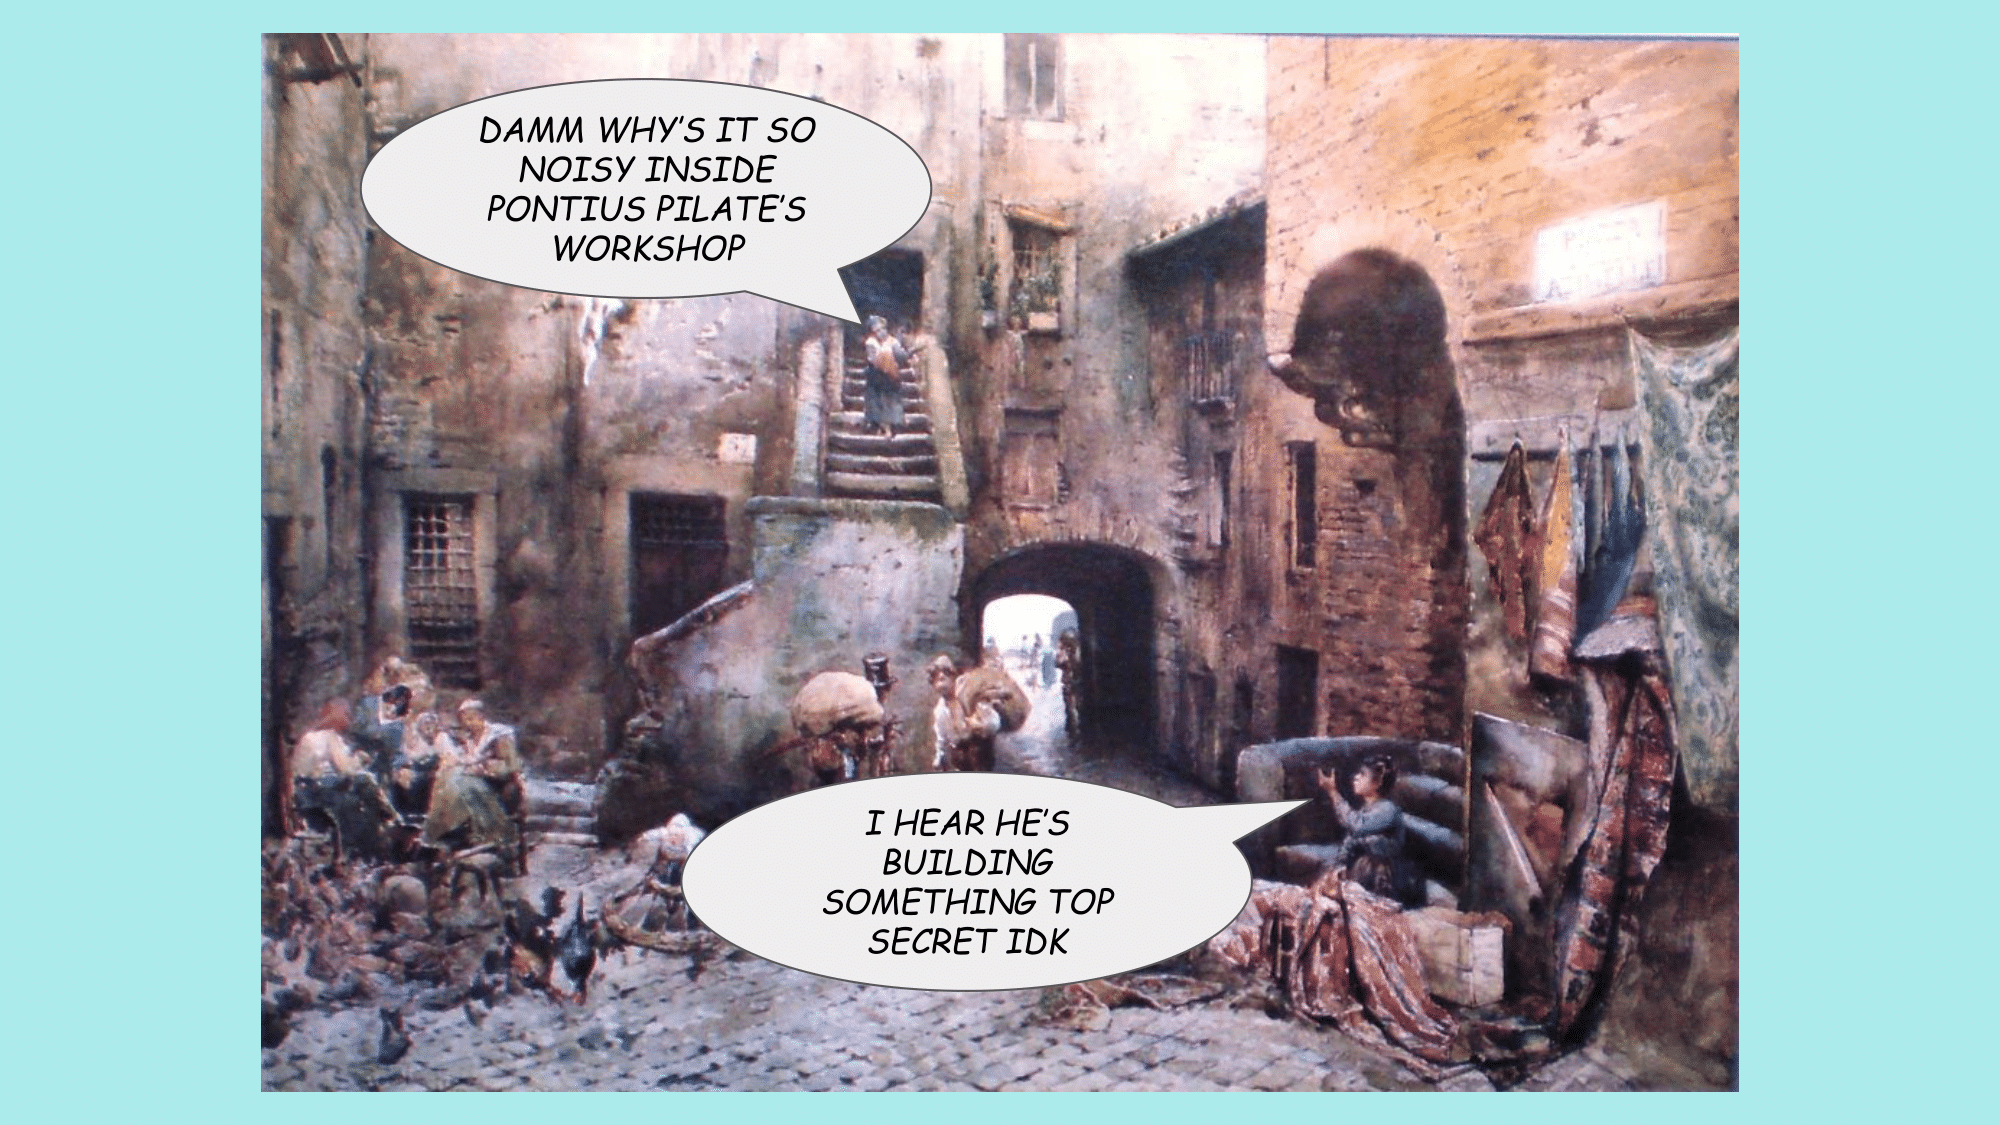 DAMM WHY'S IT SO
NOISY INSIDE
PONTIUS PILATE'S
WORKSHOP
I HEAR HE'S
BUILDING
SOMETHING TOP
SECRET IDK